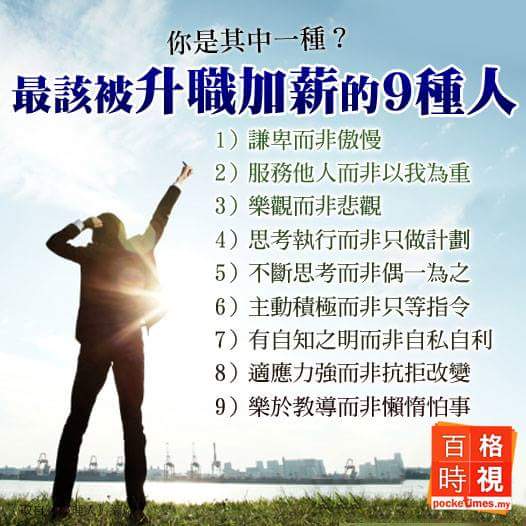 你是其中一種？
最該被升職加薪的9種人
1）謙卑而非傲慢
2）服務他人而非以我為重
3）樂觀而非悲觀
4）思考執行而非只做計劃
5）不斷思考而非偶一為之
6）主動積極而非只等指令
7）有自知之明而非自私自利
8）適應力強而非抗拒改變
9）樂於教導而非懶惰怕事
百格
時視
pocketimes.my